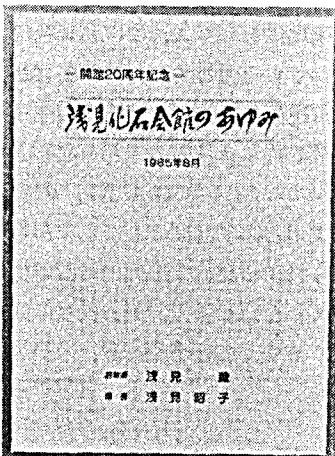 — 開館20周年記念 —
浅見化石会館のあゆみ
1985年8月
浅見
浅見昭子